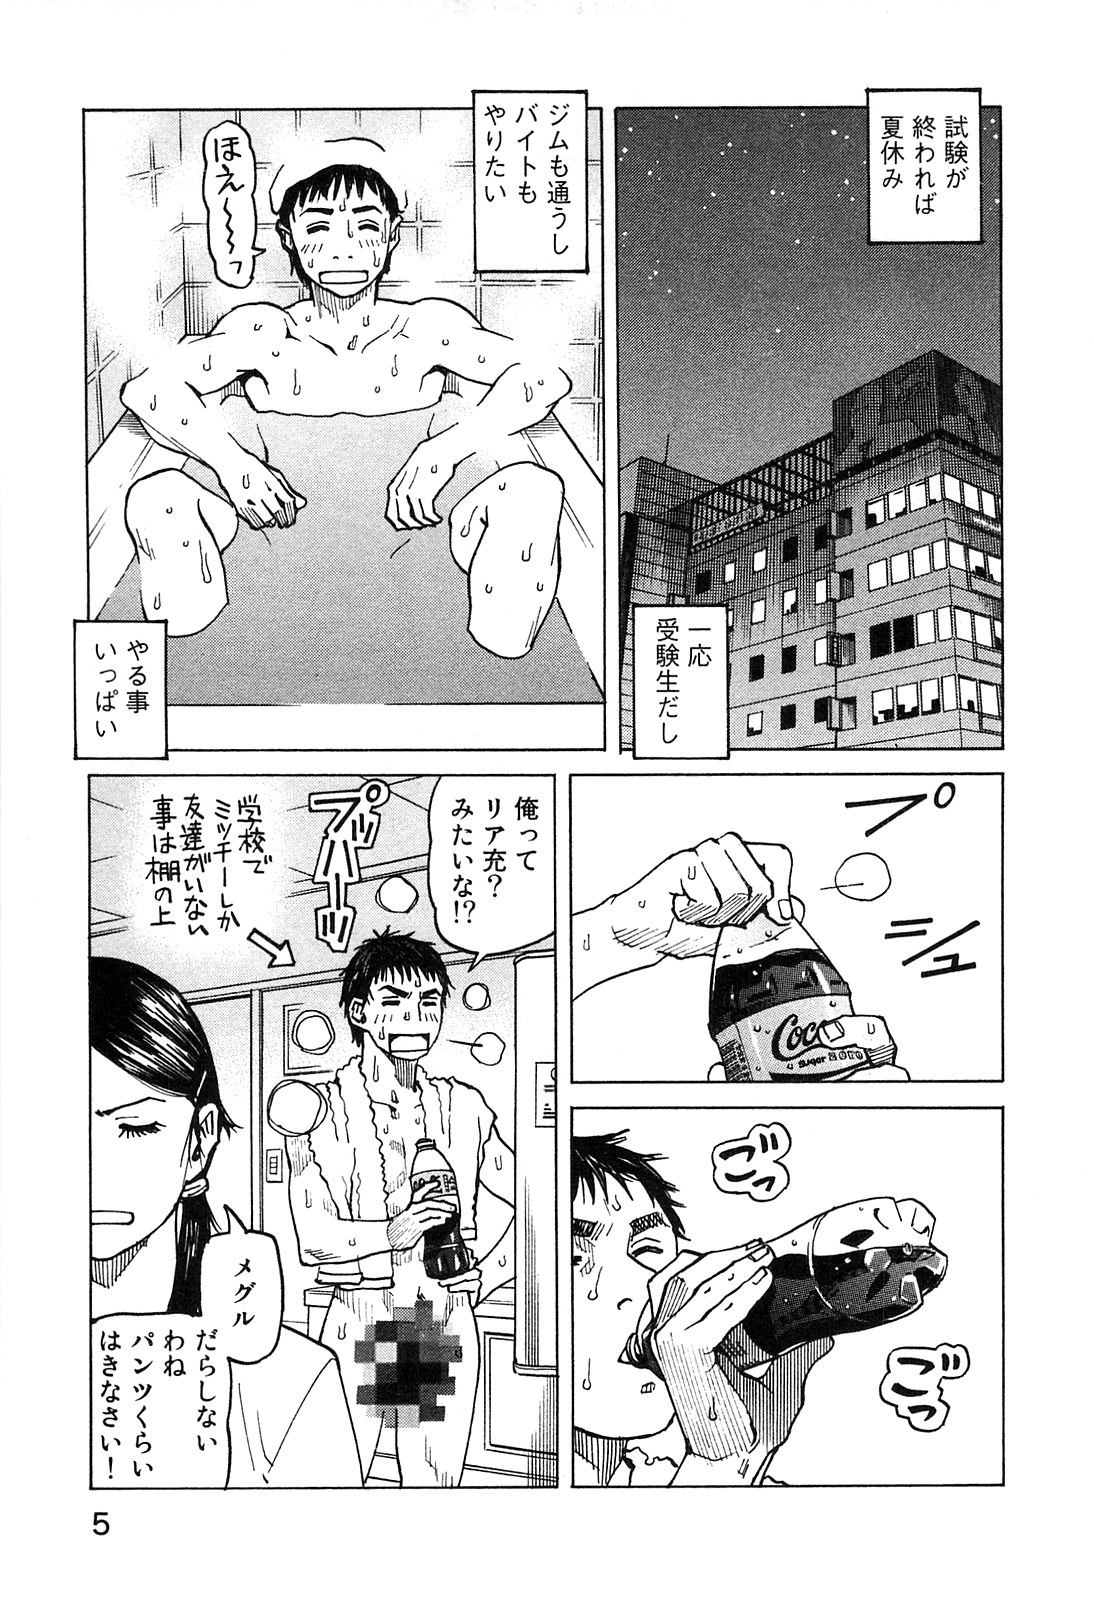 試験が
終われば
夏休み
一応
受験生だし
ジムも通うし
バイトも
やりたい
ほえ〜〜っ
やる事
いっぱい
プ
シュ
Coco
sugar zero
ごっ
ごっ
俺って
リア充?
みたいな!?
プッハーーッ
学校で
ミッチーしか
友達がいない
事は棚の上
メグル
だらしない
わね
パンツくらい
はきなさい!
5